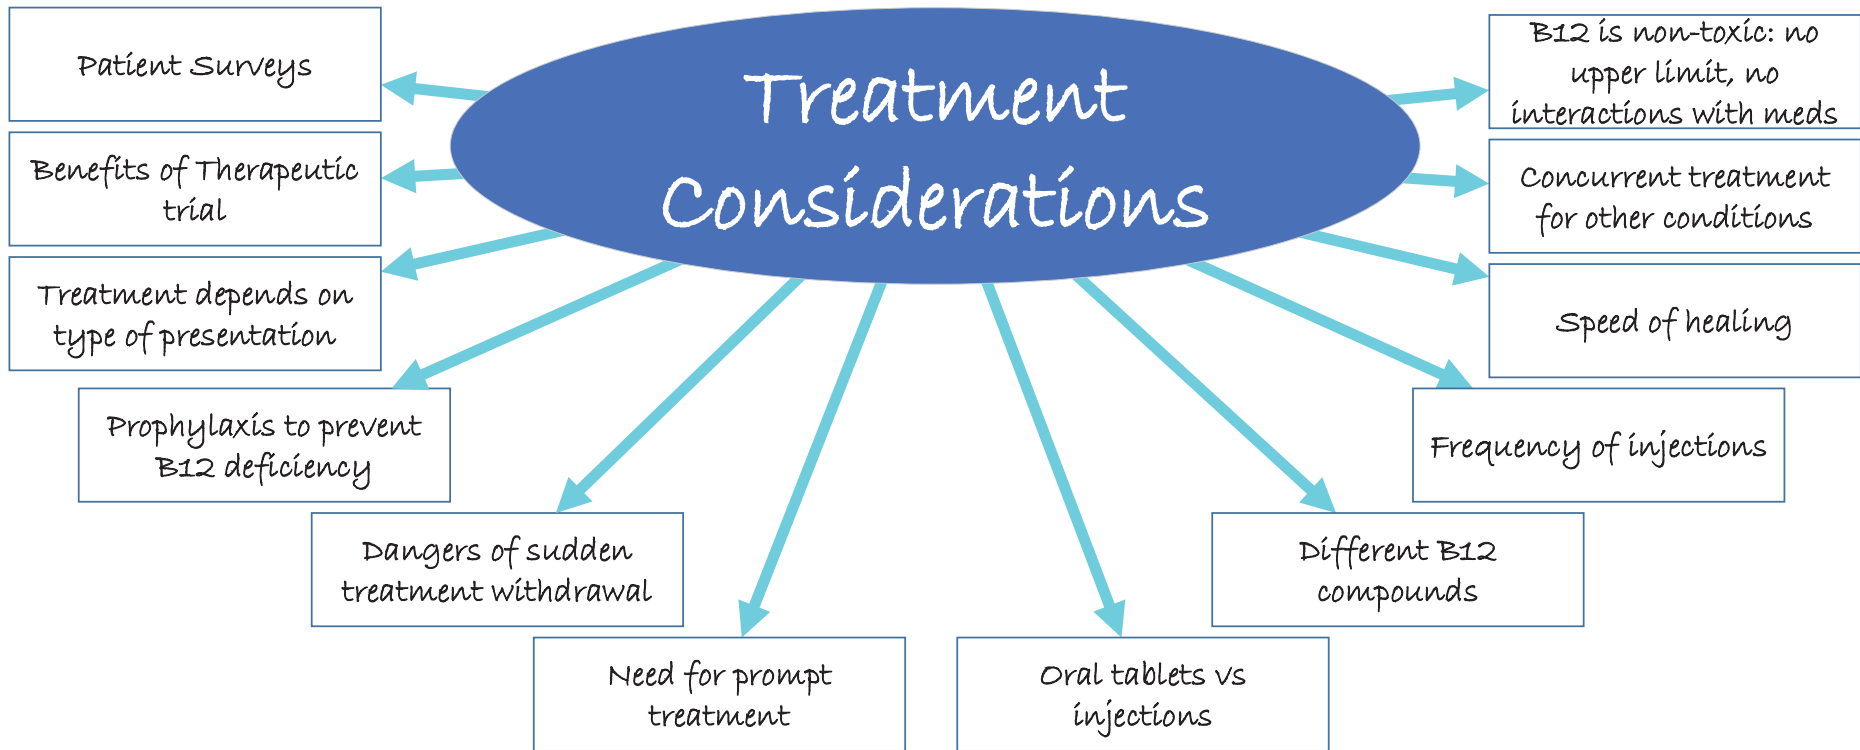 Treatment
Considerations
Patient Surveys
Benefits of Therapeutic
trial
Treatment depends on
type of presentation
Prophylaxis to prevent
B12 deficiency
Dangers of sudden
treatment withdrawal
Need for prompt
treatment
Oral tablets vs
injections
Different B12
compounds
Frequency of injections
Speed of healing
Concurrent treatment
for other conditions
B12 is non-toxic: no
upper limit, no
interactions with meds